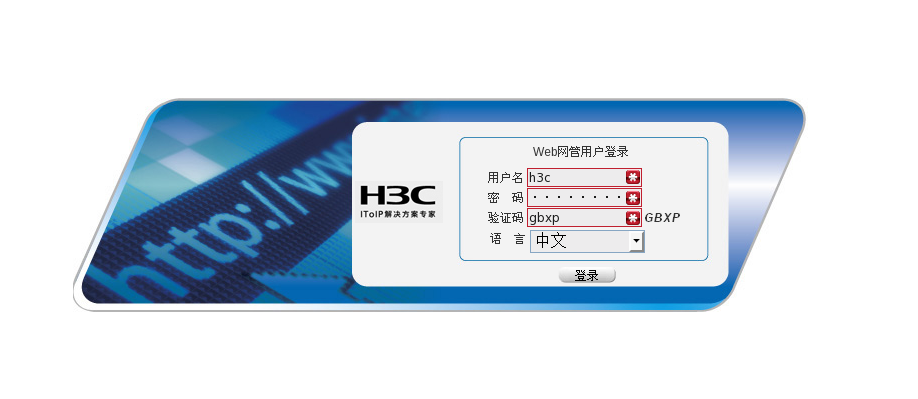 http://www.
Web网管用户登录
H3C
IToIP解决方案专家
用户名 h3c
密 码 ········
验证码 gbxp GBXP
语 言 中文
登录